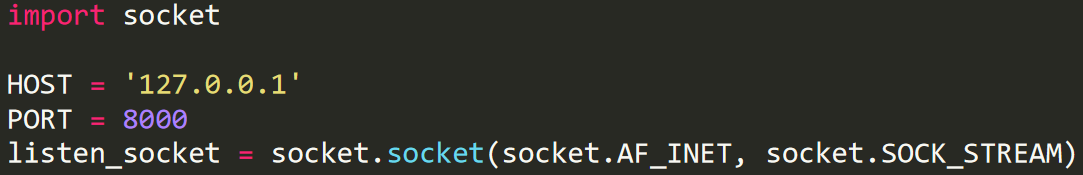 import socket
HOST = '127.0.0.1'
PORT = 8000
listen_socket = socket.socket(socket.AF_INET, socket.SOCK_STREAM)